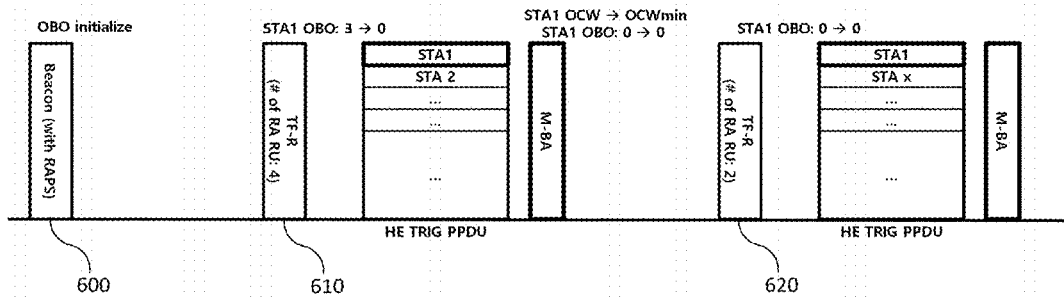 OBO initialize
Beacon (with RAPS)
600
STA1 OBO: 3 → 0
TF-R
(# of RA RU: 4)
610
STA1
STA 2
...
...
...
HE TRIG PPDU
STA1 OCW → OCWmin
STA1 OBO: 0 → 0
M-BA
STA1 OBO: 0 → 0
TF-R
(# of RA RU: 2)
620
STA1
STA x
...
...
...
HE TRIG PPDU
M-BA